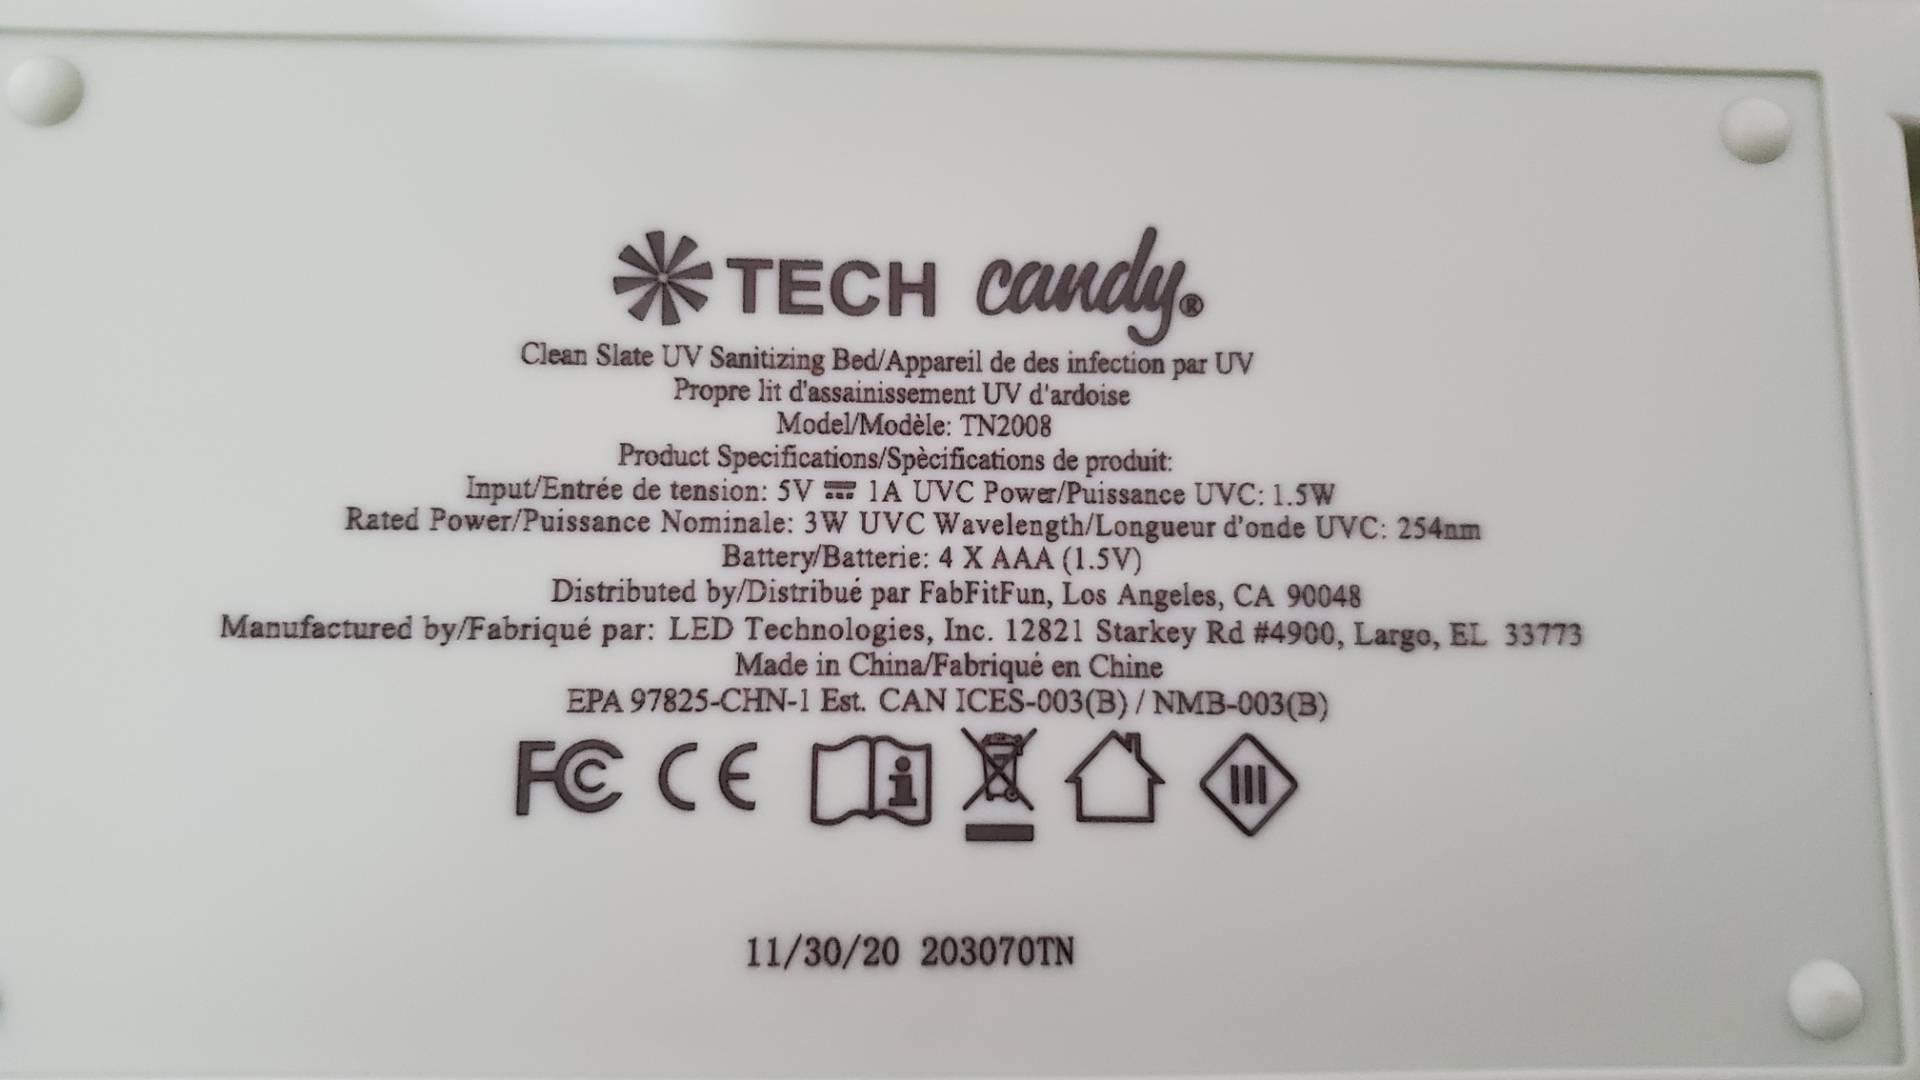 TECH candy®
Clean Slate UV Sanitizing Bed/Appareil de des infection par UV
Propre lit d'assainissement UV d'ardoise
Model/Modèle: TN2008
Product Specifications/Spècifications de produit:
Input/Entrée de tension: 5V ⎓ 1A UVC Power/Puissance UVC: 1.5W
Rated Power/Puissance Nominale: 3W UVC Wavelength/Longueur d'onde UVC: 254nm
Battery/Batterie: 4 X AAA (1.5V)
Distributed by/Distribué par FabFitFun, Los Angeles, CA 90048
Manufactured by/Fabriqué par: LED Technologies, Inc. 12821 Starkey Rd #4900, Largo, FL 33773
Made in China/Fabriqué en Chine
EPA 97825-CHN-1 Est. CAN ICES-003(B) / NMB-003(B)
FC CE i III
11/30/20 203070TN